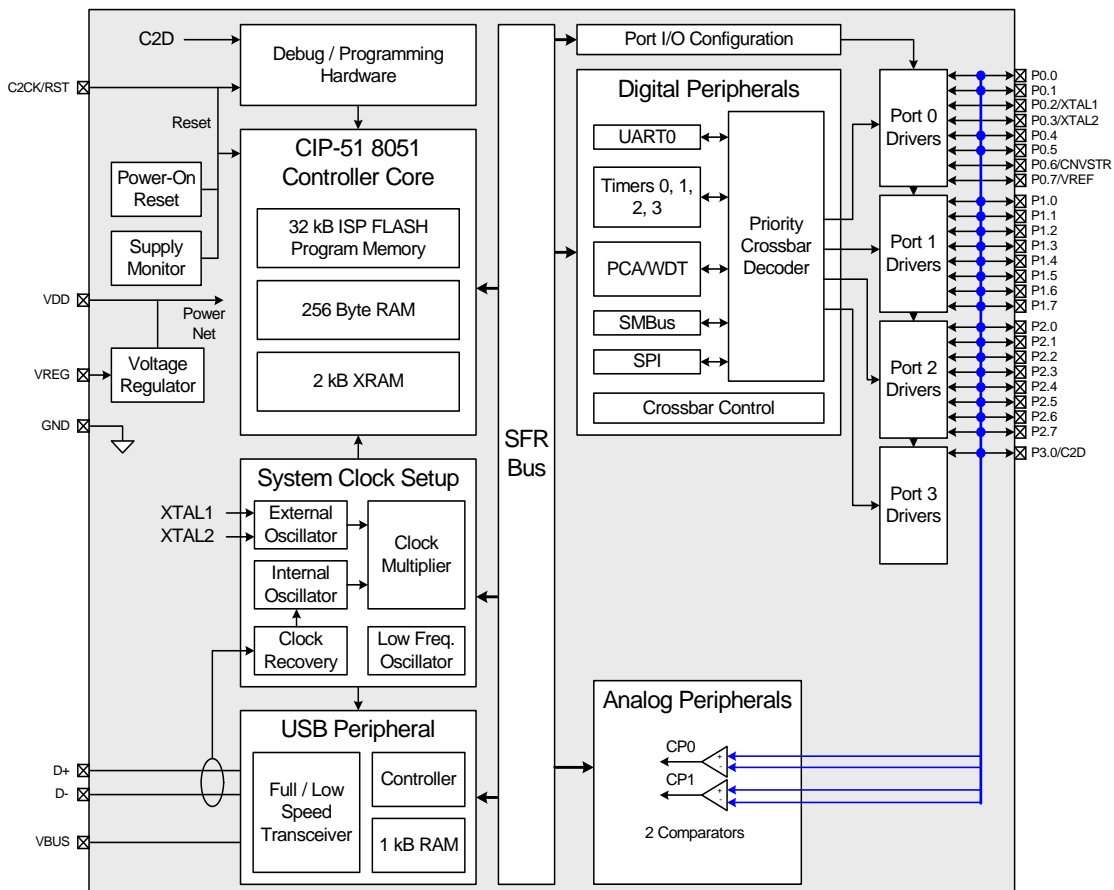 C2D
Debug / Programming
Hardware
C2CK/RST
Reset
Power-On
Reset
Supply
Monitor
VDD
Power
Net
Voltage
Regulator
VREG
GND
CIP-51 8051
Controller Core
32 kB ISP FLASH
Program Memory
256 Byte RAM
2 kB XRAM
System Clock Setup
XTAL1
XTAL2
External
Oscillator
Internal
Oscillator
Clock
Multiplier
Clock
Recovery
Low Freq.
Oscillator
USB Peripheral
D+
D-
VBUS
Full / Low
Speed
Transceiver
Controller
1 kB RAM
SFR
Bus
Port I/O Configuration
Digital Peripherals
UART0
Timers 0, 1,
2, 3
PCA/WDT
SMBus
SPI
Priority
Crossbar
Decoder
Crossbar Control
Port 0
Drivers
Port 1
Drivers
Port 2
Drivers
Port 3
Drivers
P0.0
P0.1
P0.2/XTAL1
P0.3/XTAL2
P0.4
P0.5
P0.6/CNVSTR
P0.7/VREF
P1.0
P1.1
P1.2
P1.3
P1.4
P1.5
P1.6
P1.7
P2.0
P2.1
P2.2
P2.3
P2.4
P2.5
P2.6
P2.7
P3.0/C2D
Analog Peripherals
CP0
+
-
CP1
+
-
2 Comparators